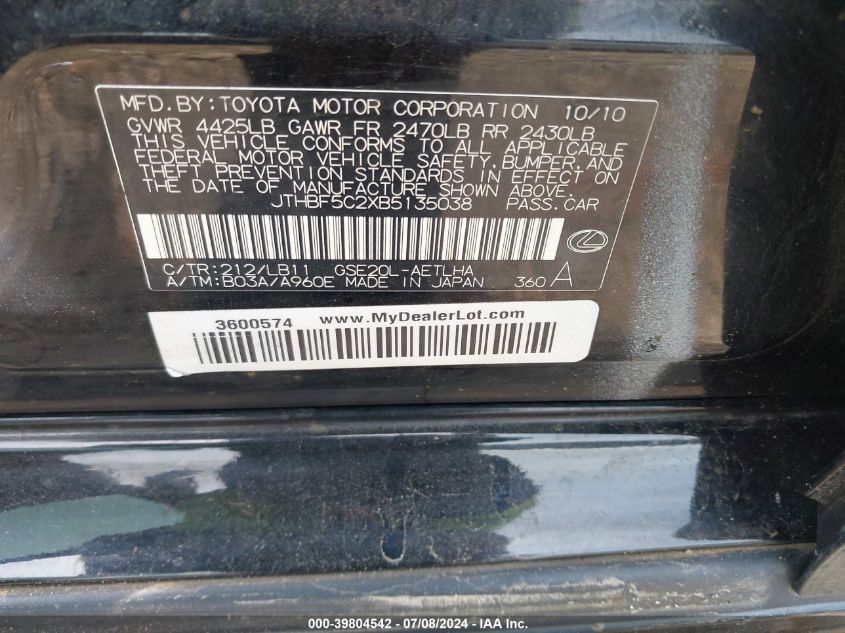 MFD. BY: TOYOTA MOTOR CORPORATION 10/10
GVWR 4425LB GAWR FR 2470LB RR 2430LB
THIS VEHICLE CONFORMS TO ALL APPLICABLE
FEDERAL MOTOR VEHICLE SAFETY, BUMPER, AND
THEFT PREVENTION STANDARDS IN EFFECT ON
THE DATE OF MANUFACTURE SHOWN ABOVE.
JTHBF5C2XB5135038 PASS. CAR
C/TR: 212/LB11 GSE20L-AETLHA
A/TM: B03A/A960E MADE IN JAPAN 360 A
3600574 www.MyDealerLot.com
000-39804542 - 07/08/2024 - IAA Inc.